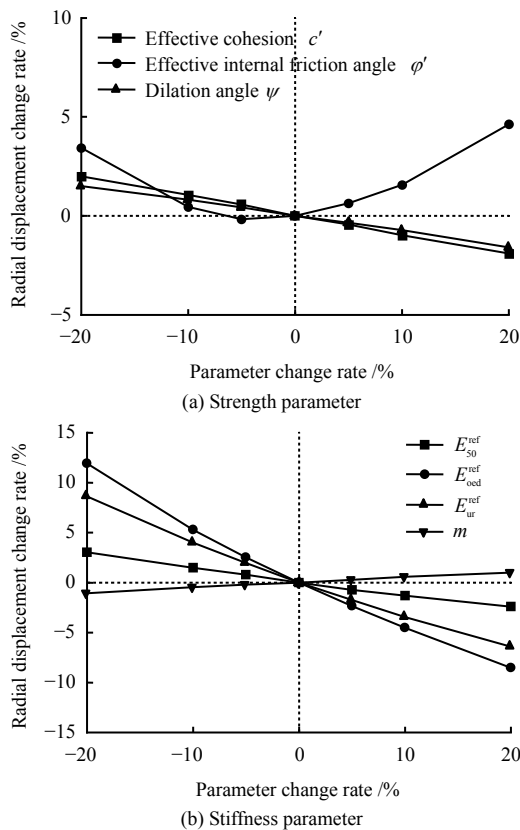 10
Effective cohesion c′
Effective internal friction angle φ′
Dilation angle ψ
5
0
−5
−20 −10 0 10 20
Radial displacement change rate /%
Parameter change rate /%
(a) Strength parameter
15
10
5
0
−5
−10
−15
−20 −10 0 10 20
E₅₀ʳᵉᶠ
Eₒₑdʳᵉᶠ
Eᵤᵣʳᵉᶠ
m
Radial displacement change rate /%
Parameter change rate /%
(b) Stiffness parameter